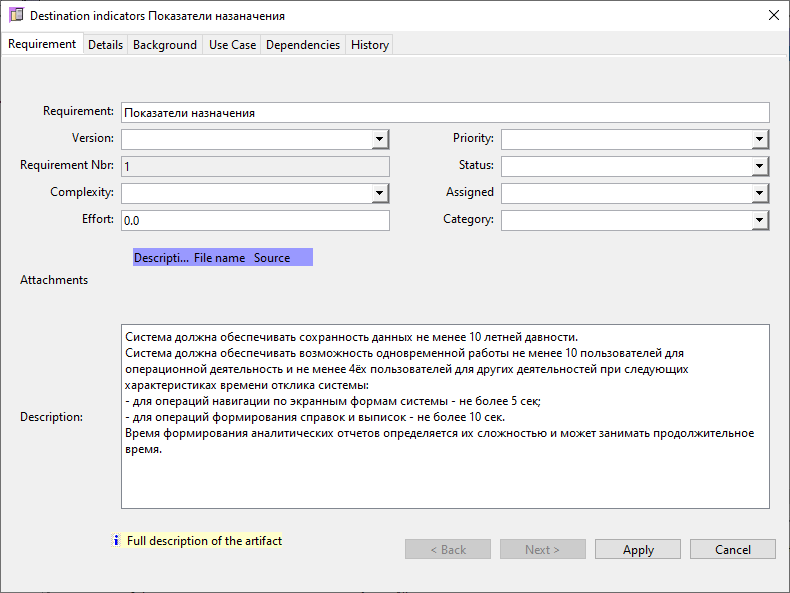 Destination indicators Показатели назаначения
Requirement Details Background Use Case Dependencies History
Requirement: Показатели назначения
Version: Priority:
Requirement Nbr: 1 Status:
Complexity: Assigned
Effort: 0.0 Category:
Descripti... File name Source
Attachments
Система должна обеспечивать сохранность данных не менее 10 летней давности.
Система должна обеспечивать возможность одновременной работы не менее 10 пользователей для
операционной деятельность и не менее 4ёх пользователей для других деятельностей при следующих
характеристиках времени отклика системы:
- для операций навигации по экранным формам системы - не более 5 сек;
- для операций формирования справок и выписок - не более 10 сек.
Время формирования аналитических отчетов определяется их сложностью и может занимать продолжительное
время.
Description:
Full description of the artifact
< Back Next > Apply Cancel